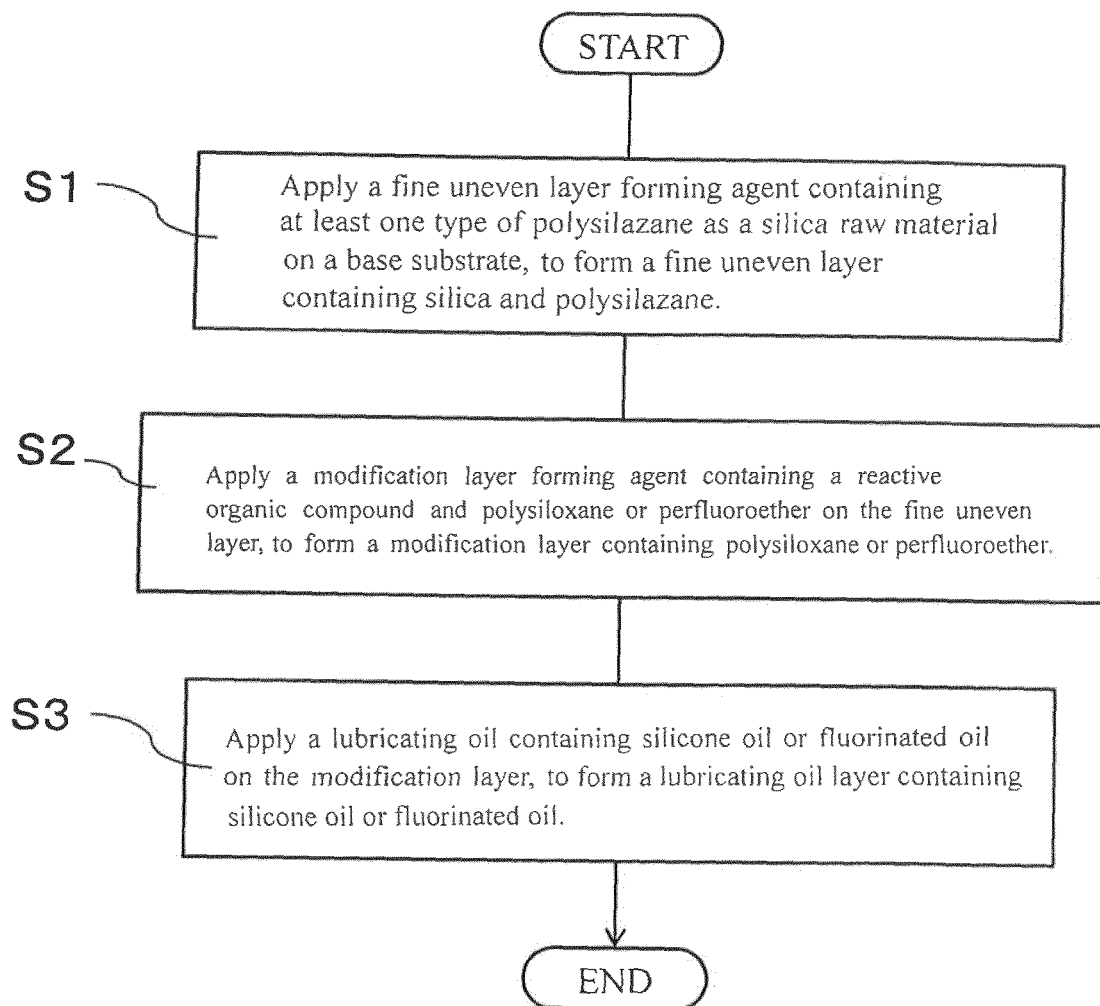 START
S1
Apply a fine uneven layer forming agent containing
at least one type of polysilazane as a silica raw material
on a base substrate, to form a fine uneven layer
containing silica and polysilazane.
S2
Apply a modification layer forming agent containing a reactive
organic compound and polysiloxane or perfluoroether on the fine uneven
layer, to form a modification layer containing polysiloxane or perfluoroether.
S3
Apply a lubricating oil containing silicone oil or fluorinated oil
on the modification layer, to form a lubricating oil layer containing
silicone oil or fluorinated oil.
END